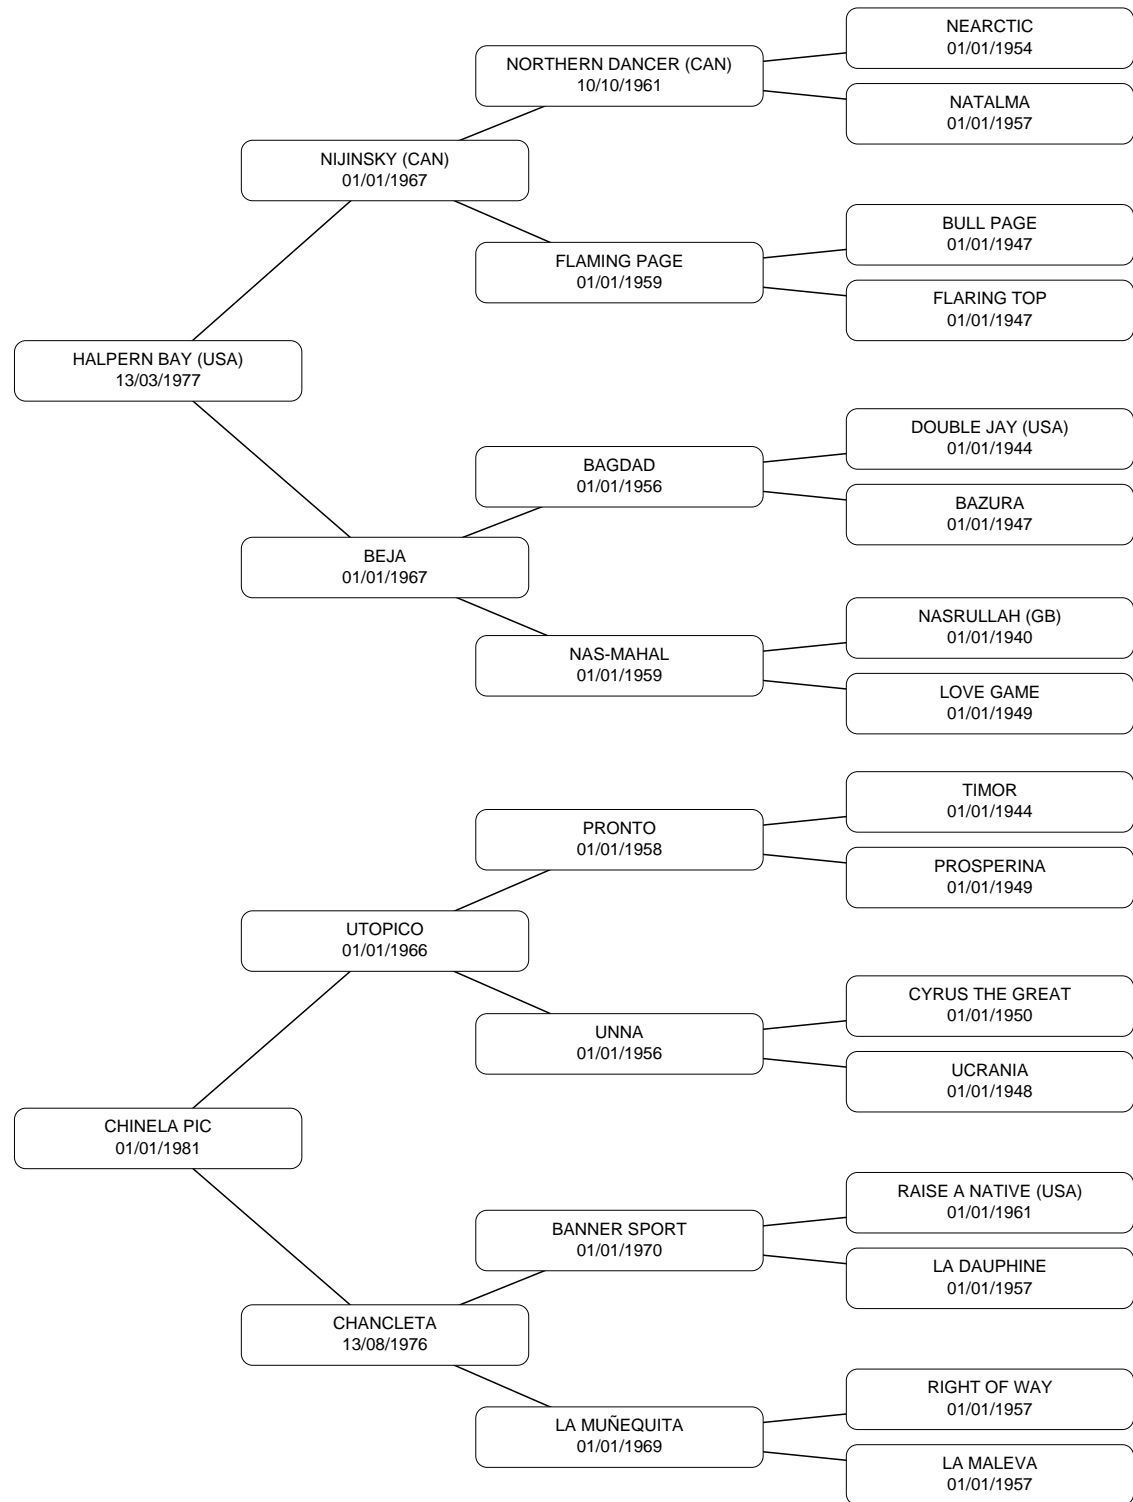 NEARCTIC
01/01/1954
NORTHERN DANCER (CAN)
10/10/1961
NATALMA
01/01/1957
NIJINSKY (CAN)
01/01/1967
BULL PAGE
01/01/1947
FLAMING PAGE
01/01/1959
FLARING TOP
01/01/1947
HALPERN BAY (USA)
13/03/1977
DOUBLE JAY (USA)
01/01/1944
BAGDAD
01/01/1956
BAZURA
01/01/1947
BEJA
01/01/1967
NASRULLAH (GB)
01/01/1940
NAS-MAHAL
01/01/1959
LOVE GAME
01/01/1949
TIMOR
01/01/1944
PRONTO
01/01/1958
PROSPERINA
01/01/1949
UTOPICO
01/01/1966
CYRUS THE GREAT
01/01/1950
UNNA
01/01/1956
UCRANIA
01/01/1948
CHINELA PIC
01/01/1981
RAISE A NATIVE (USA)
01/01/1961
BANNER SPORT
01/01/1970
LA DAUPHINE
01/01/1957
CHANCLETA
13/08/1976
RIGHT OF WAY
01/01/1957
LA MUÑEQUITA
01/01/1969
LA MALEVA
01/01/1957